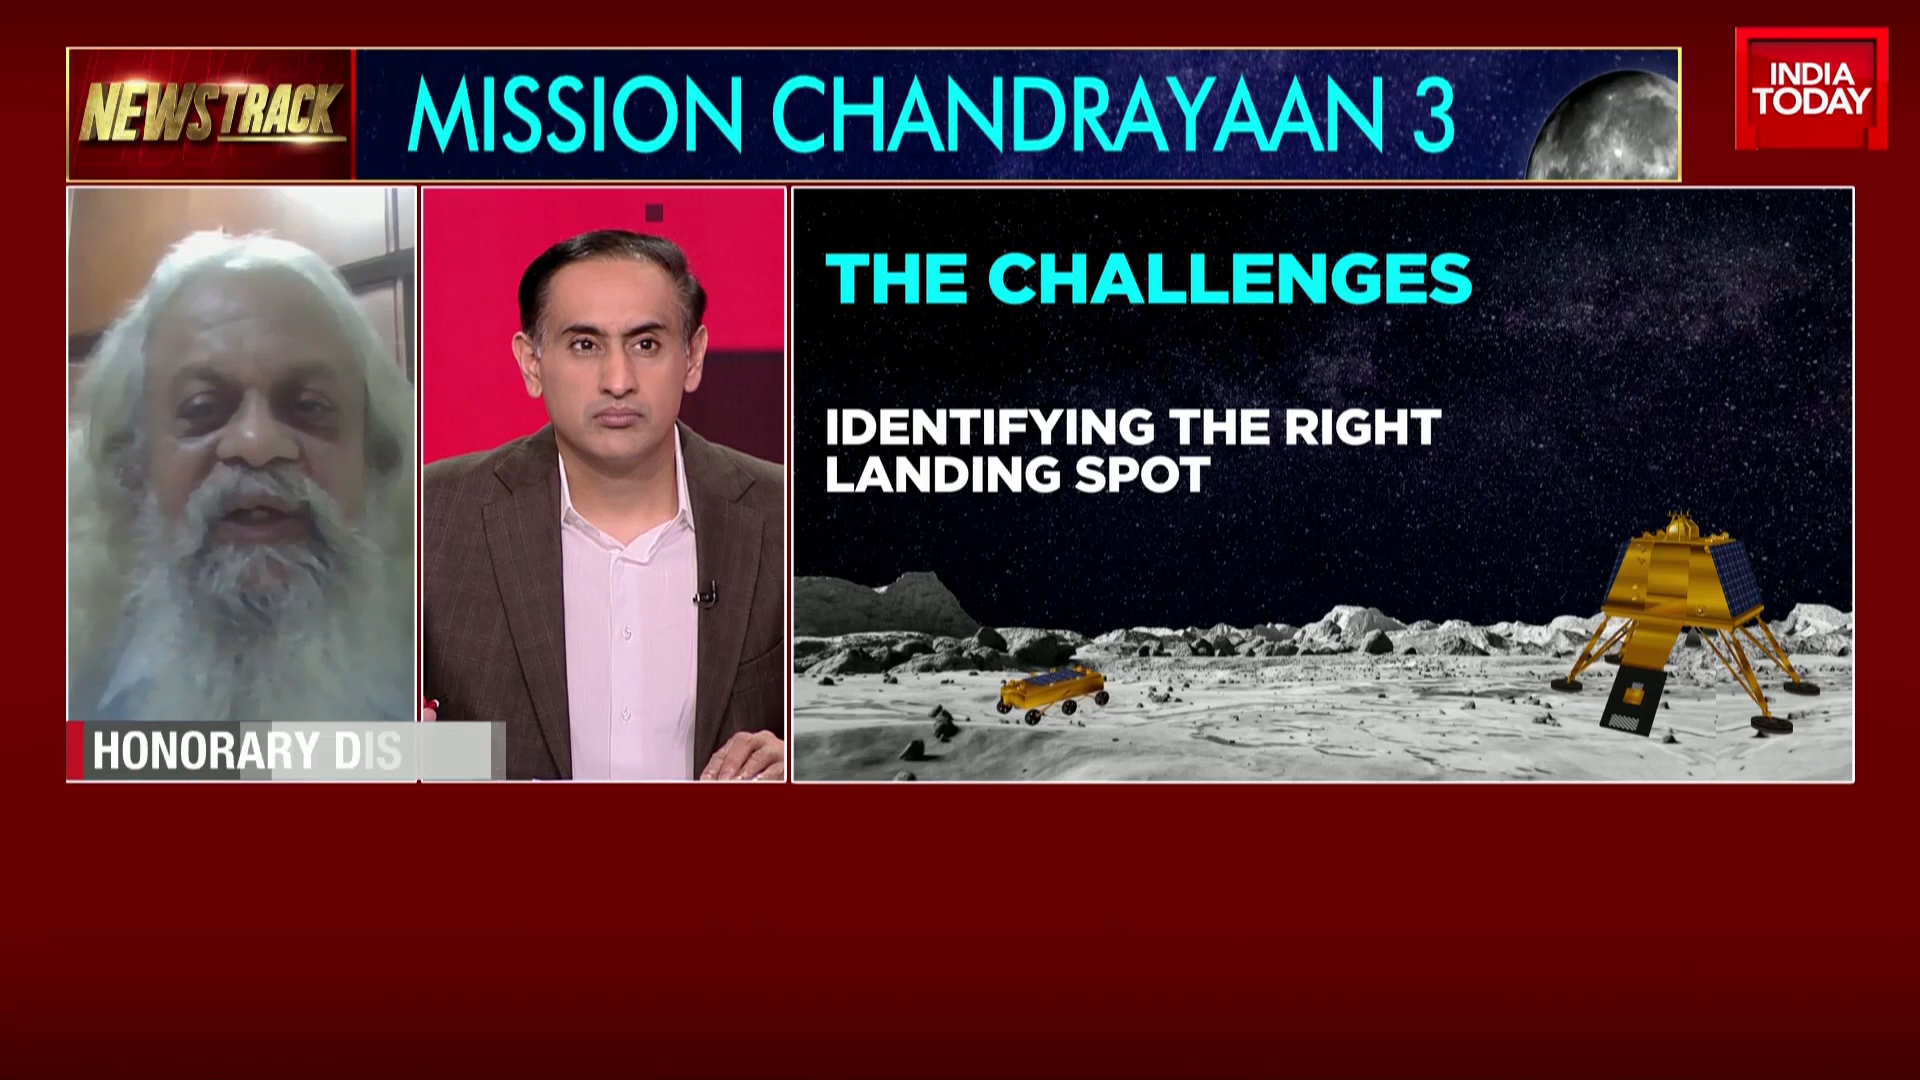 NEWSTRACK
MISSION CHANDRAYAAN 3
INDIA
TODAY
THE CHALLENGES
IDENTIFYING THE RIGHT
LANDING SPOT
HONORARY DIS